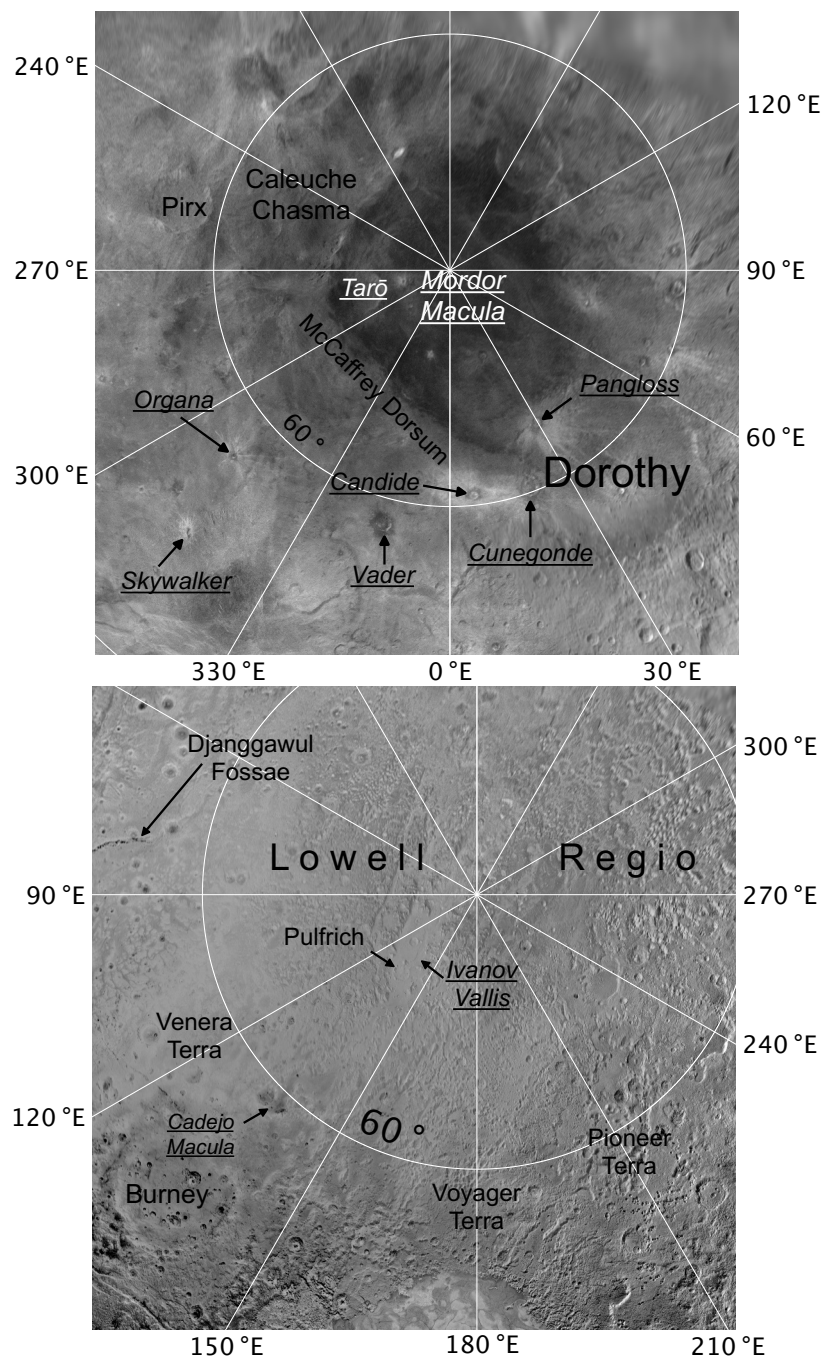 240 °E
120 °E
Caleuche
Chasma
Pirx
270 °E
90 °E
Tarō
Mordor
Macula
McCaffrey Dorsum
Pangloss
Organa
60 °
60 °E
300 °E
Candide
Dorothy
Cunegonde
Skywalker
Vader
330 °E
0 °E
30 °E
Djanggawul
Fossae
300 °E
Lowell Regio
90 °E
270 °E
Pulfrich
Ivanov
Vallis
Venera
Terra
240 °E
120 °E
Cadejo
Macula
60 °
Pioneer
Terra
Burney
Voyager
Terra
150 °E
180 °E
210 °E